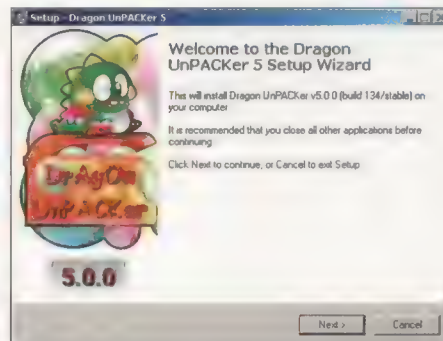 Setup - Dragon UnPACKer 5
Welcome to the Dragon
UnPACKer 5 Setup Wizard
This will install Dragon UnPACKer v5.0.0 (build 134/stable) on
your computer
It is recommended that you close all other applications before
continuing
Click Next to continue, or Cancel to exit Setup
DrAgOn
UnPACKer
5.0.0
Next >
Cancel